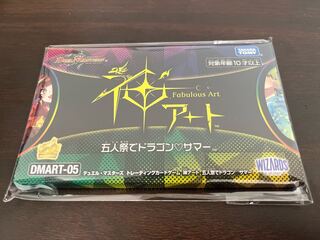 Duel Masters
TAKARA TOMY
対象年齢10才以上
神アート
Fabulous Art
五人祭でドラゴン♡サマー
DMART-05
デュエル・マスターズ トレーディングカードゲーム 神アート 五人祭でドラゴン♡サマー
WIZARDS